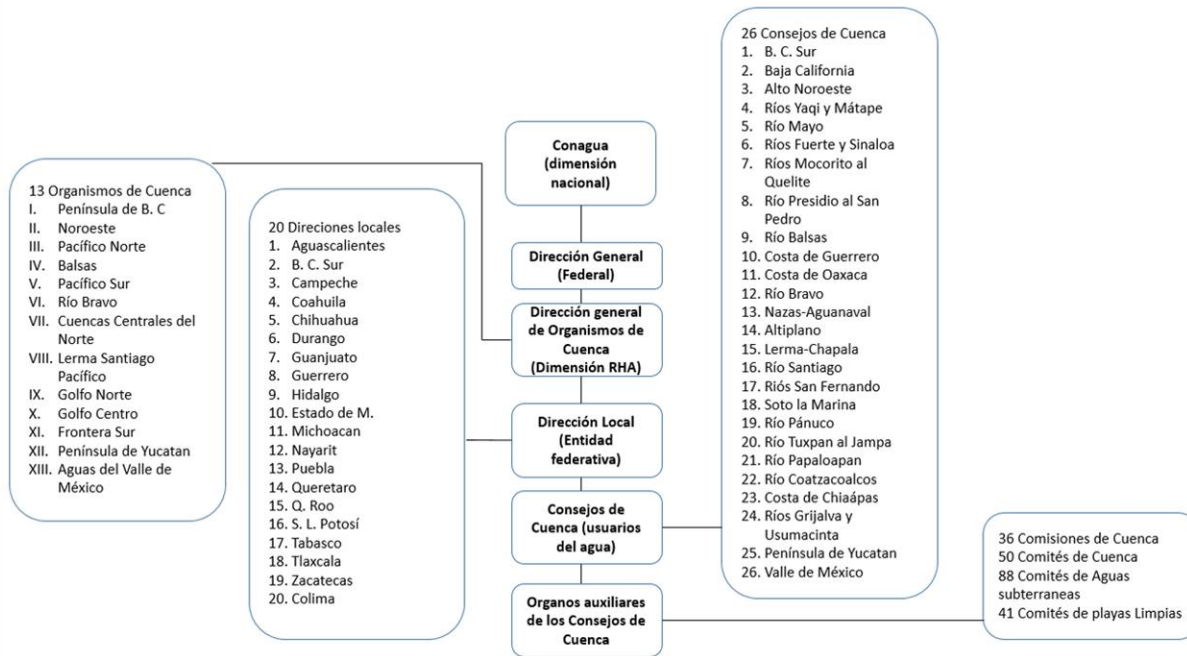 13 Organismos de Cuenca
I. Península de B. C
II. Noroeste
III. Pacífico Norte
IV. Balsas
V. Pacífico Sur
VI. Río Bravo
VII. Cuencas Centrales del
Norte
VIII. Lerma Santiago
Pacífico
IX. Golfo Norte
X. Golfo Centro
XI. Frontera Sur
XII. Península de Yucatan
XIII. Aguas del Valle de
México
20 Direciones locales
1. Aguascalientes
2. B. C. Sur
3. Campeche
4. Coahuila
5. Chihuahua
6. Durango
7. Guanjuato
8. Guerrero
9. Hidalgo
10. Estado de M.
11. Michoacan
12. Nayarit
13. Puebla
14. Queretaro
15. Q. Roo
16. S. L. Potosí
17. Tabasco
18. Tlaxcala
19. Zacatecas
20. Colima
Conagua
(dimensión
nacional)
Dirección General
(Federal)
Dirección general
de Organismos de
Cuenca
(Dimensión RHA)
Dirección Local
(Entidad
federativa)
Consejos de
Cuenca (usuarios
del agua)
Organos auxiliares
de los Consejos de
Cuenca
26 Consejos de Cuenca
1. B. C. Sur
2. Baja California
3. Alto Noroeste
4. Ríos Yaqi y Mátape
5. Río Mayo
6. Ríos Fuerte y Sinaloa
7. Ríos Mocorito al
Quelite
8. Río Presidio al San
Pedro
9. Río Balsas
10. Costa de Guerrero
11. Costa de Oaxaca
12. Río Bravo
13. Nazas-Aguanaval
14. Altiplano
15. Lerma-Chapala
16. Río Santiago
17. Riós San Fernando
18. Soto la Marina
19. Río Pánuco
20. Río Tuxpan al Jampa
21. Río Papaloapan
22. Río Coatzacoalcos
23. Costa de Chiaápas
24. Ríos Grijalva y
Usumacinta
25. Península de Yucatan
26. Valle de México
36 Comisiones de Cuenca
50 Comités de Cuenca
88 Comités de Aguas
subterraneas
41 Comités de playas Limpias